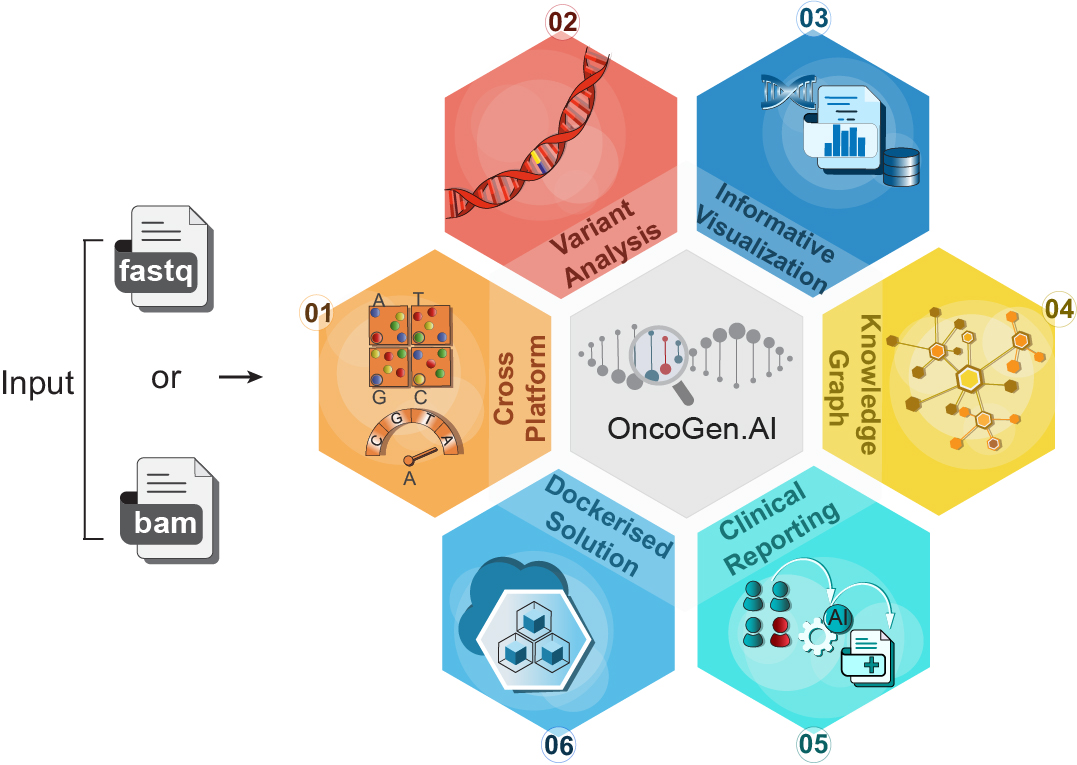 Input
fastq
or
bam
01
A T
G C
C G T A
A
Cross
Platform
02
Variant
Analysis
03
Informative
Visualization
04
Knowledge
Graph
05
Clinical
Reporting
AI
06
Dockerised
Solution
OncoGen.AI